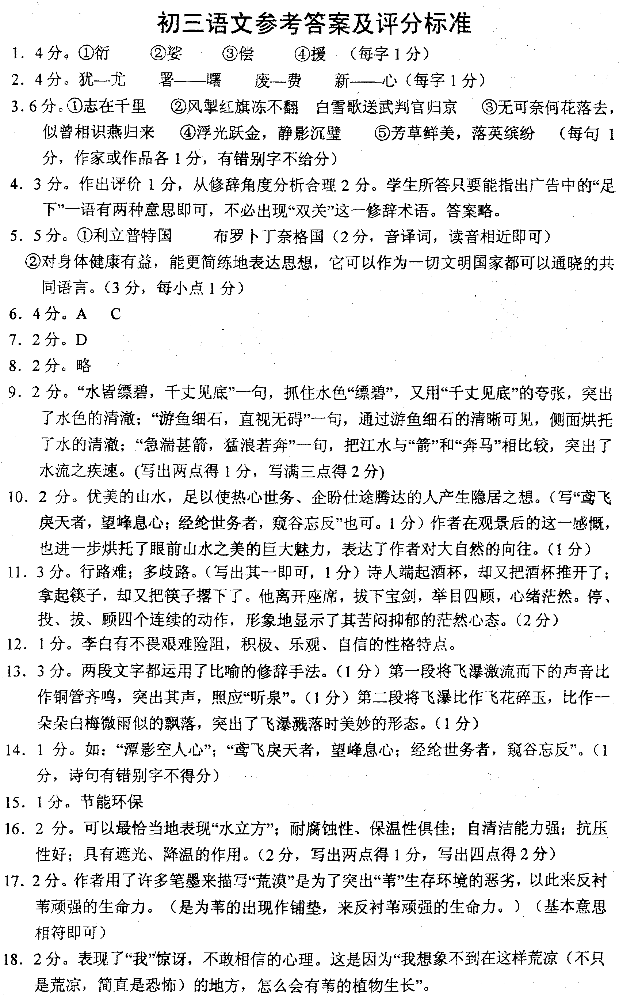 初三语文参考答案及评分标准
1. 4分。①衍 ②娑 ③偿 ④援 （每字1分）
2. 4分。犹—尤 署——曙 废—费 新——心（每字1分）
3. 6分。①志在千里 ②风掣红旗冻不翻 白雪歌送武判官归京 ③无可奈何花落去，
似曾相识燕归来 ④浮光跃金，静影沉璧 ⑤芳草鲜美，落英缤纷 （每句1
分，作家或作品各1分，有错别字不给分）
4. 3分。作出评价1分，从修辞角度分析合理2分。学生所答只要能指出广告中的“足
下”一语有两种意思即可，不必出现“双关”这一修辞术语。答案略。
5. 5分。①利立普特国 布罗卜丁奈格国（2分，音译词，读音相近即可）
②对身体健康有益，能更简练地表达思想，它可以作为一切文明国家都可以通晓的共
同语言。（3分，每小点1分）
6. 4分。A C
7. 2分。D
8. 2分。略
9. 2分。“水皆缥碧，千丈见底”一句，抓住水色“缥碧”，又用“千丈见底”的夸张，突出
了水色的清澈；“游鱼细石，直视无碍”一句，通过游鱼细石的清晰可见，侧面烘托
了水的清澈；“急湍甚箭，猛浪若奔”一句，把江水与“箭”和“奔马”相比较，突出了
水流之疾速。(写出两点得1分，写满三点得2分)
10. 2分。优美的山水，足以使热心世务、企盼仕途腾达的人产生隐居之想。（写“鸢飞
戾天者，望峰息心；经纶世务者，窥谷忘反”也可。1分）作者在观景后的这一感慨，
也进一步烘托了眼前山水之美的巨大魅力，表达了作者对大自然的向往。（1分）
11. 3分。行路难；多歧路。（写出其一即可，1分）诗人端起酒杯，却又把酒杯推开了；
拿起筷子，却又把筷子撂下了。他离开座席，拔下宝剑，举目四顾，心绪茫然。停、
投、拔、顾四个连续的动作，形象地显示了其苦闷抑郁的茫然心态。（2分）
12. 1分。李白有不畏艰难险阻，积极、乐观、自信的性格特点。
13. 3分。两段文字都运用了比喻的修辞手法。（1分）第一段将飞瀑激流而下的声音比
作铜管齐鸣，突出其声，照应“听泉”。（1分）第二段将飞瀑比作飞花碎玉，比作一
朵朵白梅微雨似的飘落，突出了飞瀑溅落时美妙的形态。（1分）
14. 1分。如：“潭影空人心”；“鸢飞戾天者，望峰息心；经纶世务者，窥谷忘反”。（1
分，诗句有错别字不得分）
15. 1分。节能环保
16. 2分。可以最恰当地表现“水立方”；耐腐蚀性、保温性俱佳；自清洁能力强；抗压
性好；具有遮光、降温的作用。（2分，写出两点得1分，写出四点得2分）
17. 2分。作者用了许多笔墨来描写“荒漠”是为了突出“苇”生存环境的恶劣，以此来反衬
苇顽强的生命力。（是为苇的出现作铺垫，来反衬苇顽强的生命力。）（基本意思
相符即可）
18. 2分。表现了“我”惊讶，不敢相信的心理。这是因为“我想象不到在这样荒凉（不只
是荒凉，简直是恐怖）的地方，怎么会有苇的植物生长”。